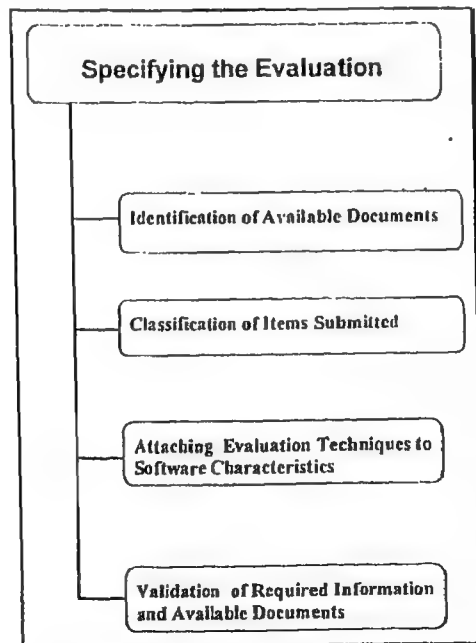 Specifying the Evaluation
Identification of Available Documents
Classification of Items Submitted
Attaching Evaluation Techniques to
Software Characteristics
Validation of Required Information
and Available Documents